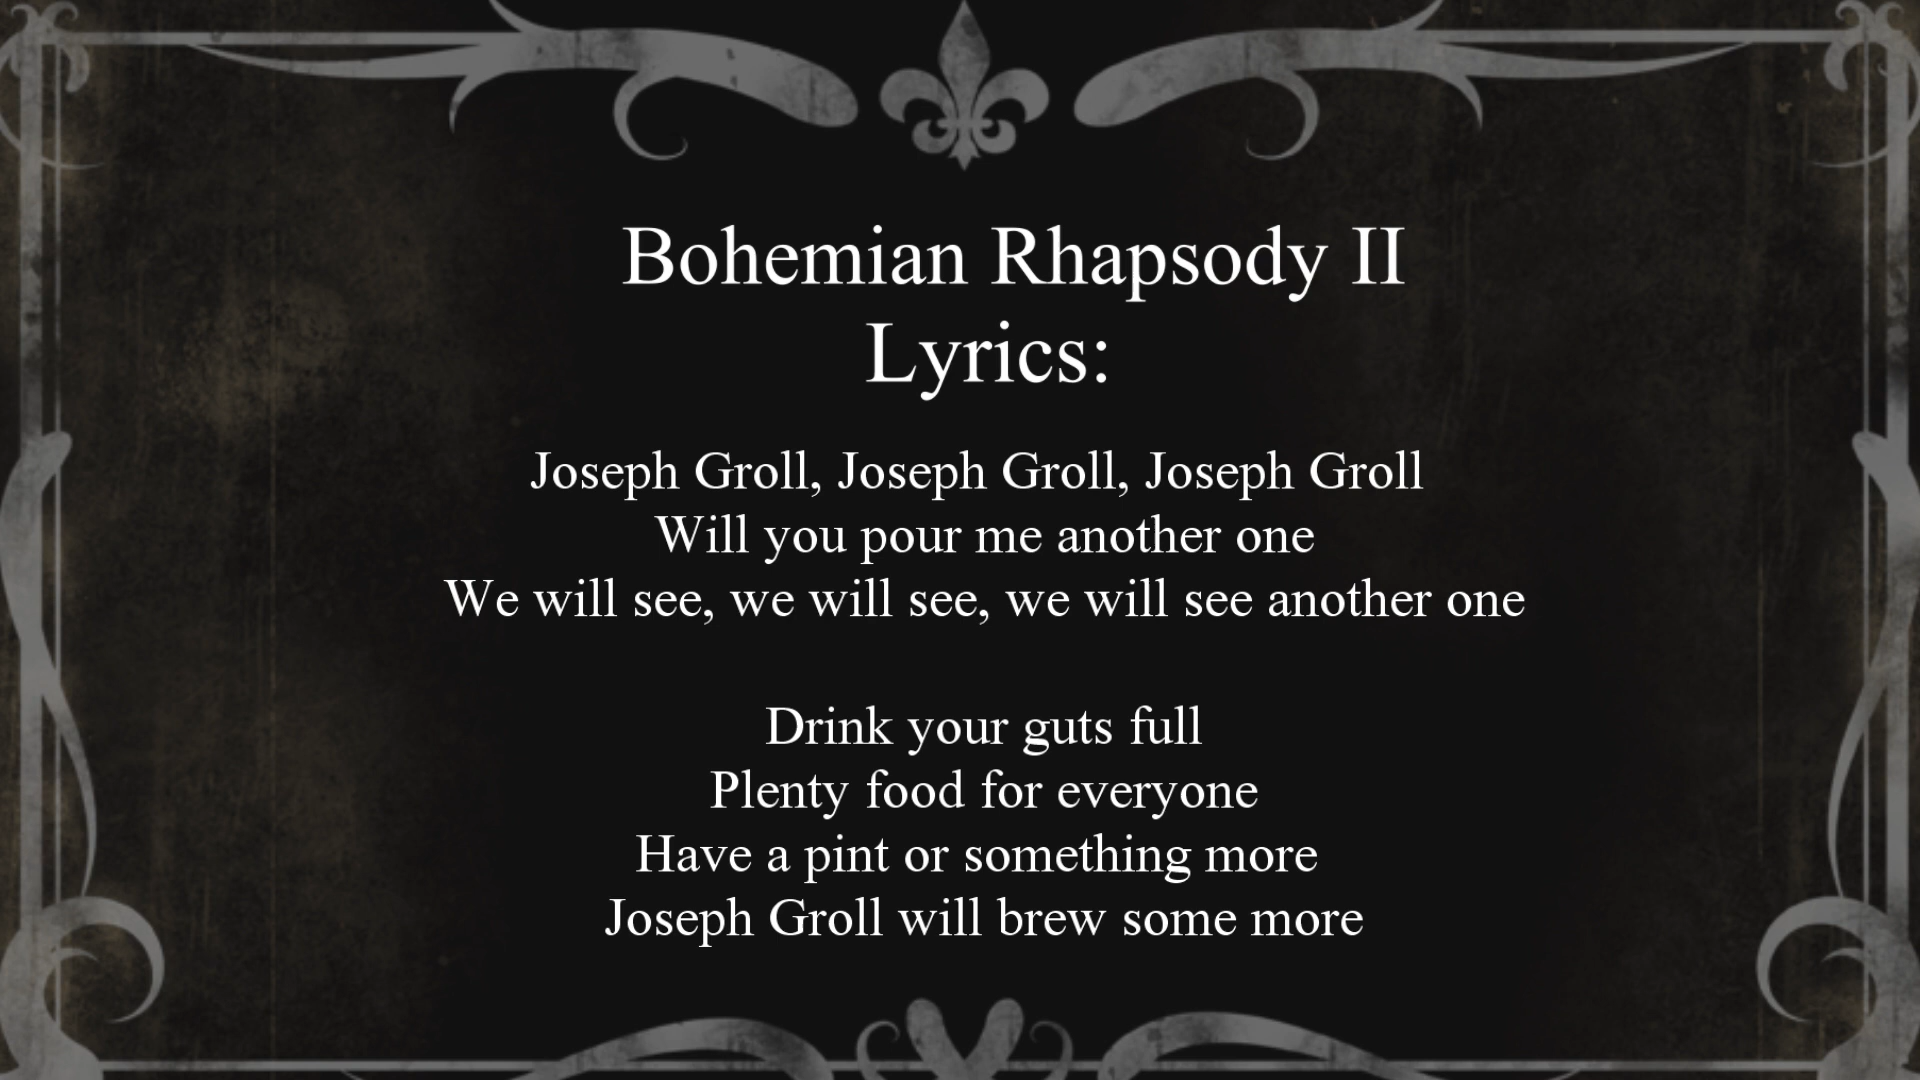 Bohemian Rhapsody II
Lyrics:
Joseph Groll, Joseph Groll, Joseph Groll
Will you pour me another one
We will see, we will see, we will see another one
Drink your guts full
Plenty food for everyone
Have a pint or something more
Joseph Groll will brew some more